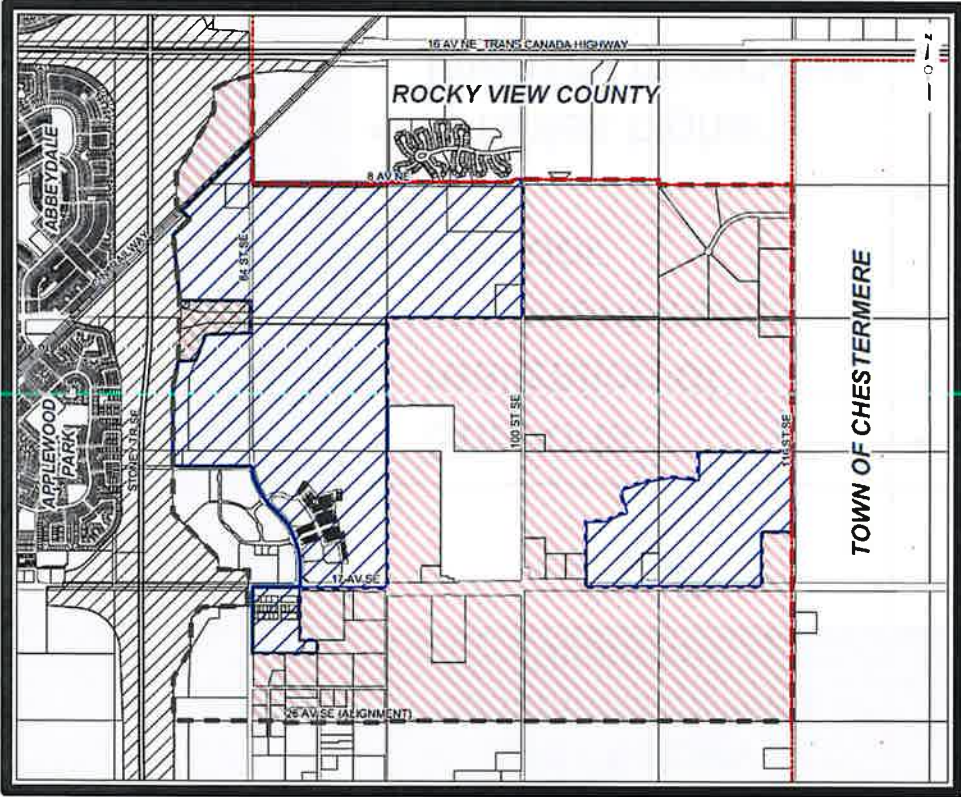 16 AV NE TRANS CANADA HIGHWAY
ROCKY VIEW COUNTY
ABBEYDALE
8 AV NE
84 ST SE
TOWN OF CHESTERMERE
APPLEWOOD
PARK
STONEY TR SE
100 ST SE
116 ST SE
17 AV SE
26 AV SE (ALIGNMENT)